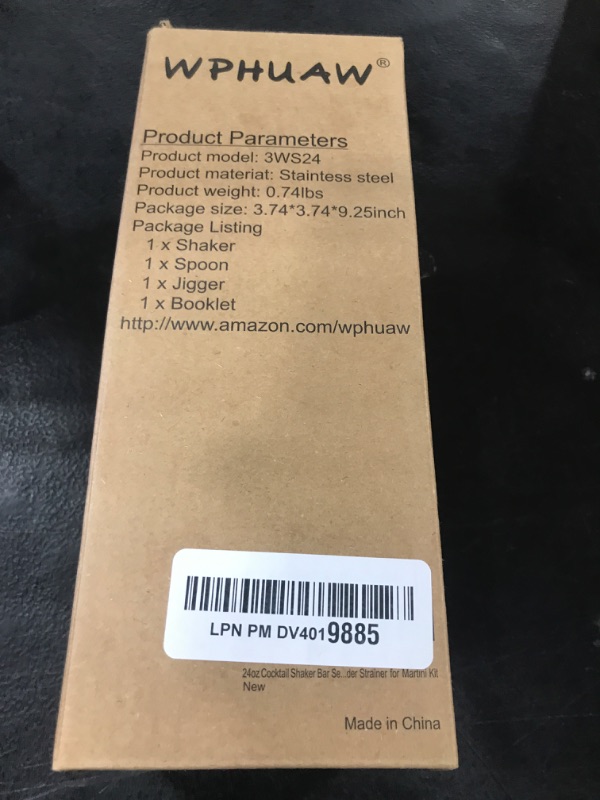 WPHUAW®
Product Parameters
Product model: 3WS24
Product materiat: Staintess steel
Product weight: 0.74lbs
Package size: 3.74*3.74*9.25inch
Package Listing
1 x Shaker
1 x Spoon
1 x Jigger
1 x Booklet
http://www.amazon.com/wphuaw
LPN PM DV4019885
24oz Cocktail Shaker Bar Se...der Strainer for Martini Kit
New
Made in China